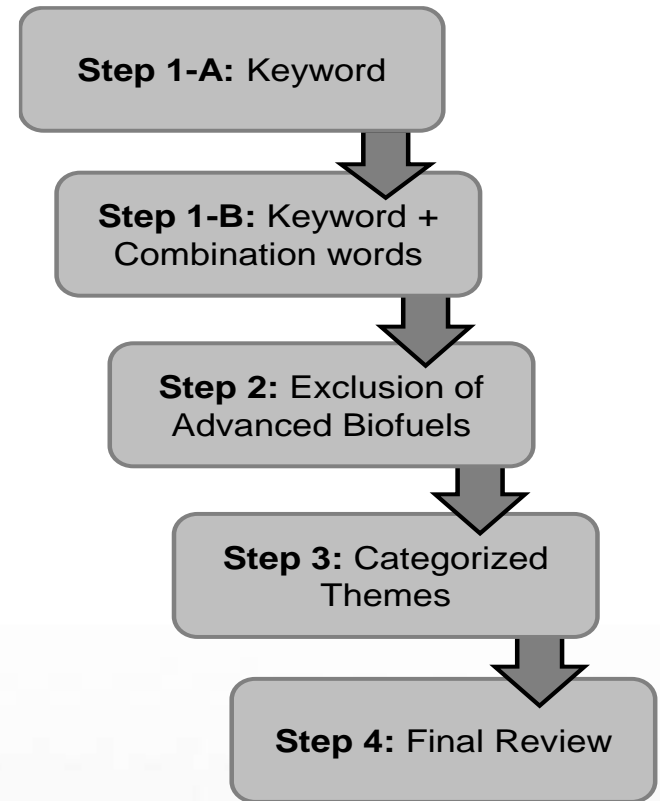 Step 1-A: Keyword
Step 1-B: Keyword +
Combination words
Step 2: Exclusion of
Advanced Biofuels
Step 3: Categorized
Themes
Step 4: Final Review